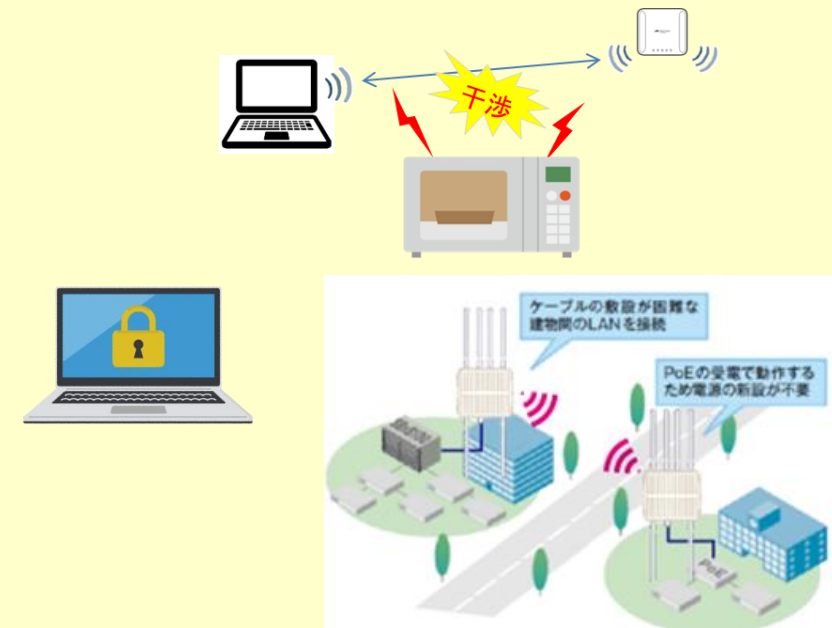 干渉
ケーブルの敷設が困難な
建物間のLANを接続
PoEの受電で動作する
ため電源の新設が不要
PoE